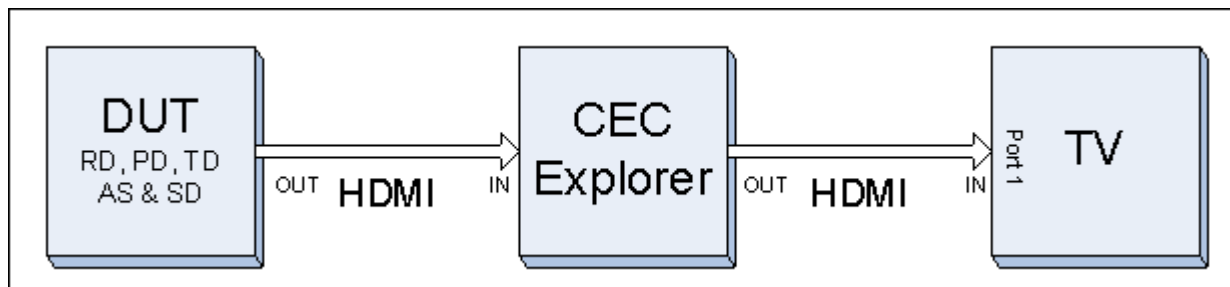 DUT
RD, PD, TD
AS & SD
OUT
HDMI
IN
CEC
Explorer
OUT
HDMI
IN
Port 1
TV